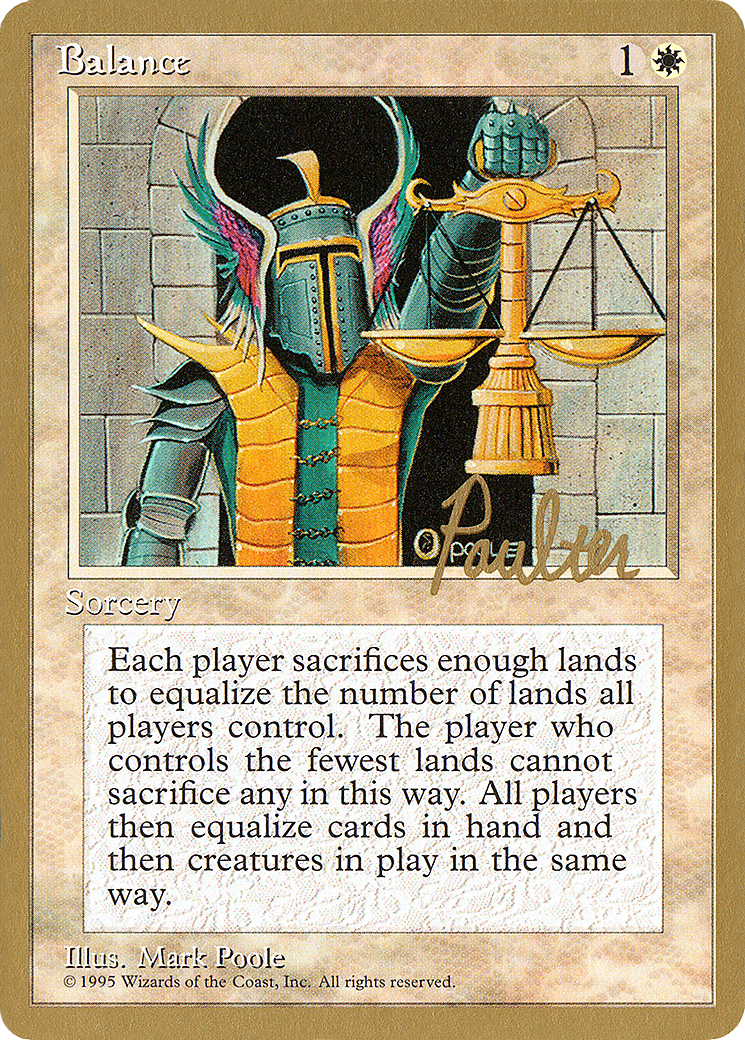 Balance 1
Poole
Poulter
Sorcery
Each player sacrifices enough lands
to equalize the number of lands all
players control. The player who
controls the fewest lands cannot
sacrifice any in this way. All players
then equalize cards in hand and
then creatures in play in the same
way.
Illus. Mark Poole
© 1995 Wizards of the Coast, Inc. All rights reserved.